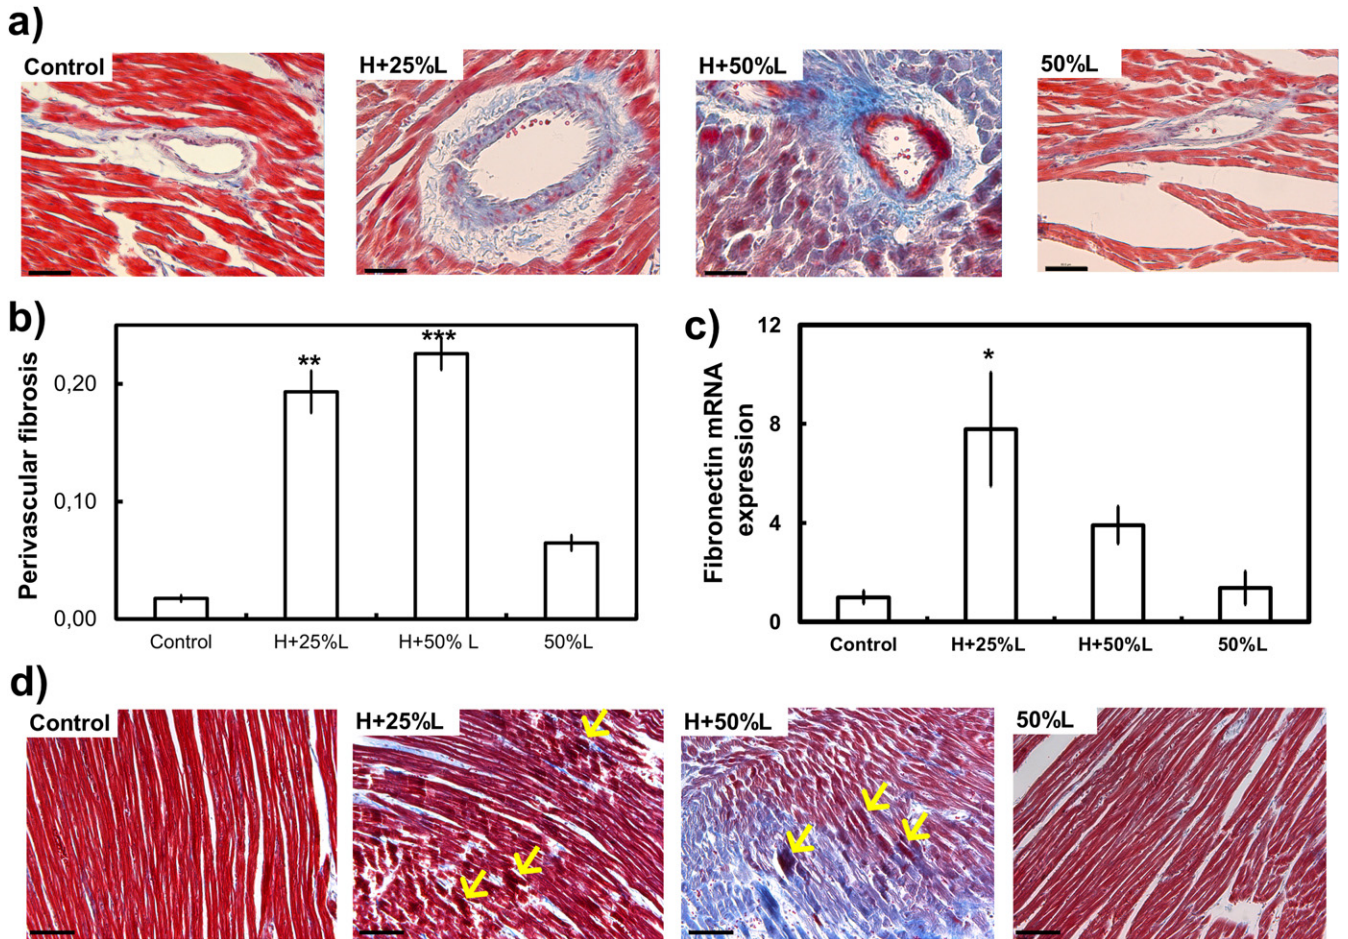 a)
Control
H+25%L
H+50%L
50%L
b)
Perivascular fibrosis
0,20
0,10
0,00
**
***
Control
H+25%L
H+50% L
50%L
c)
Fibronectin mRNA
expression
12
8
4
0
*
Control
H+25%L
H+50%L
50%L
d)
Control
H+25%L
H+50%L
50%L